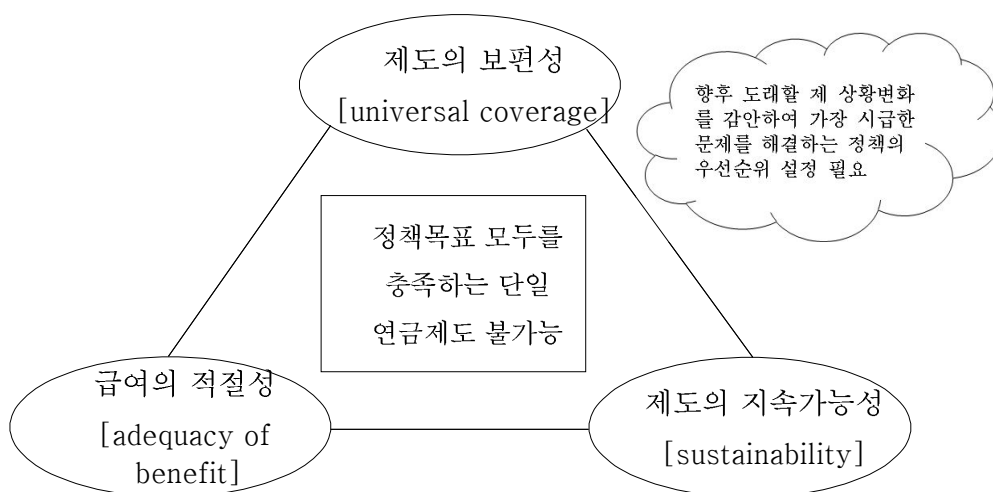 제도의 보편성
[universal coverage]
향후 도래할 제 상황변화
를 감안하여 가장 시급한
문제를 해결하는 정책의
우선순위 설정 필요
정책목표 모두를
충족하는 단일
연금제도 불가능
급여의 적절성
[adequacy of
benefit]
제도의 지속가능성
[sustainability]